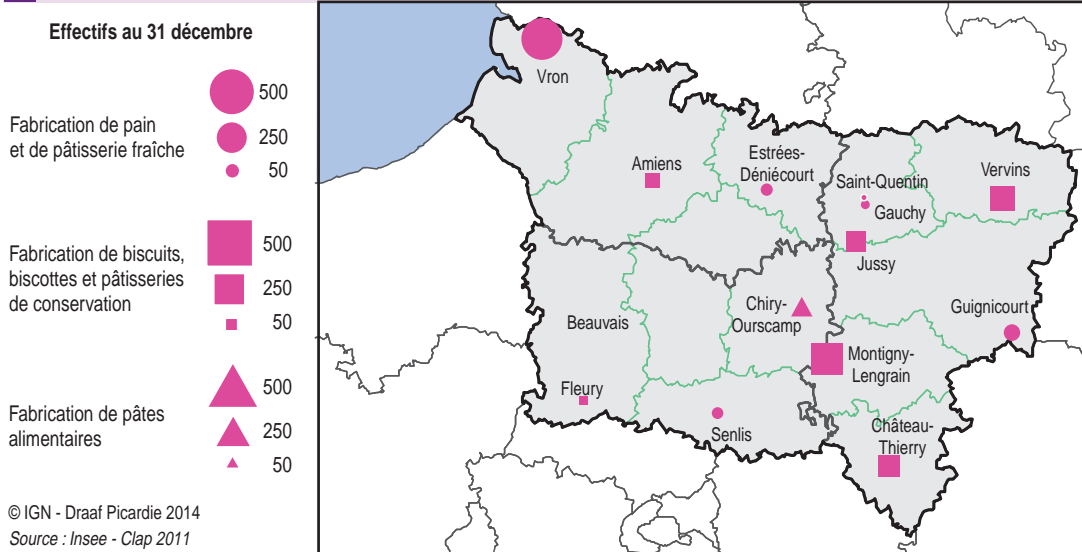 Effectifs au 31 décembre
500
Fabrication de pain
et de pâtisserie fraîche
250
50
Fabrication de biscuits,
biscottes et pâtisseries
de conservation
500
250
50
Fabrication de pâtes
alimentaires
500
250
50
© IGN - Draaf Picardie 2014
Source : Insee - Clap 2011
Vron
Amiens
Estrées-
Déniécourt
Saint-Quentin
Gauchy
Vervins
Jussy
Guignicourt
Chiry-
Ourscamp
Beauvais
Montigny-
Lengrain
Fleury
Senlis
Château-
Thierry